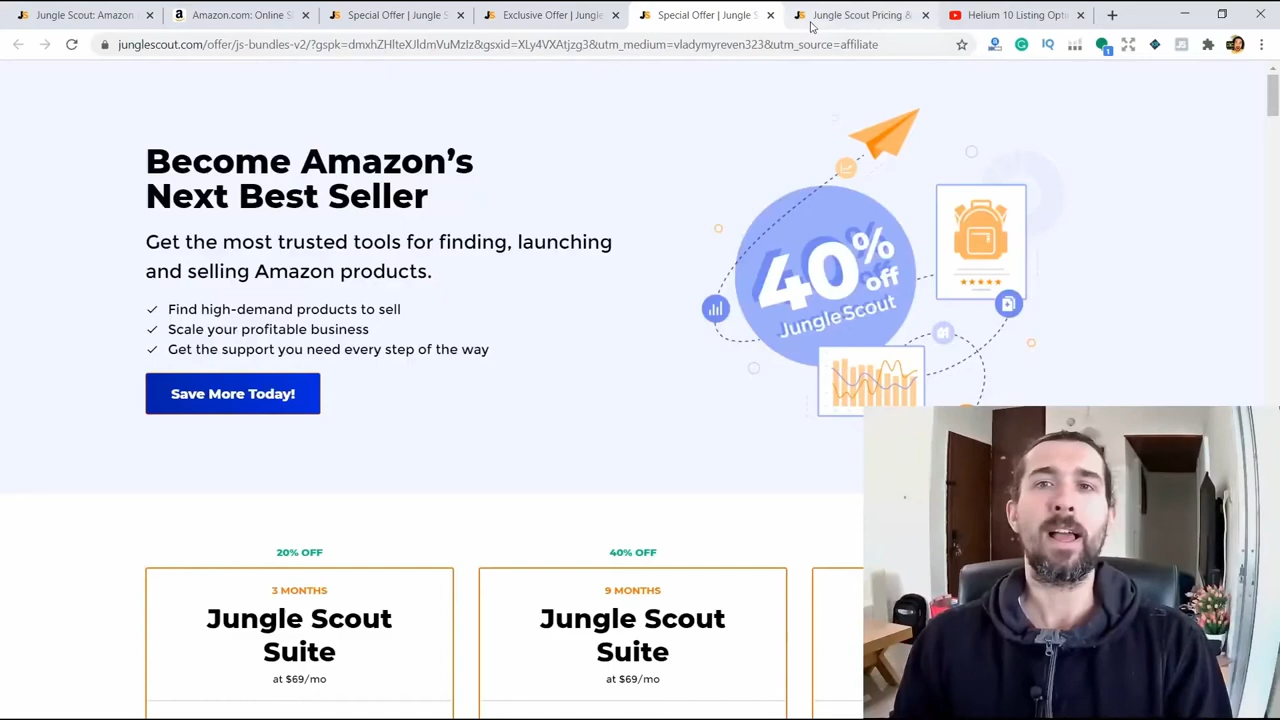 Jungle Scout: Amazon
Amazon.com: Online S
Special Offer | Jungle S
Exclusive Offer | Jungle
Special Offer | Jungle S
Jungle Scout Pricing &
Helium 10 Listing Opti
junglescout.com/offer/js-bundles-v2/?gspk=dmxhZHlteXJldmVuMzIz&gsxid=XLy4VXAtjzg3&utm_medium=vladymyreven323&utm_source=affiliate
Become Amazon's
Next Best Seller
Get the most trusted tools for finding, launching
and selling Amazon products.
Find high-demand products to sell
Scale your profitable business
Get the support you need every step of the way
Save More Today!
40%
off
Jungle Scout
20% OFF
3 MONTHS
Jungle Scout
Suite
at $69/mo
40% OFF
9 MONTHS
Jungle Scout
Suite
at $69/mo